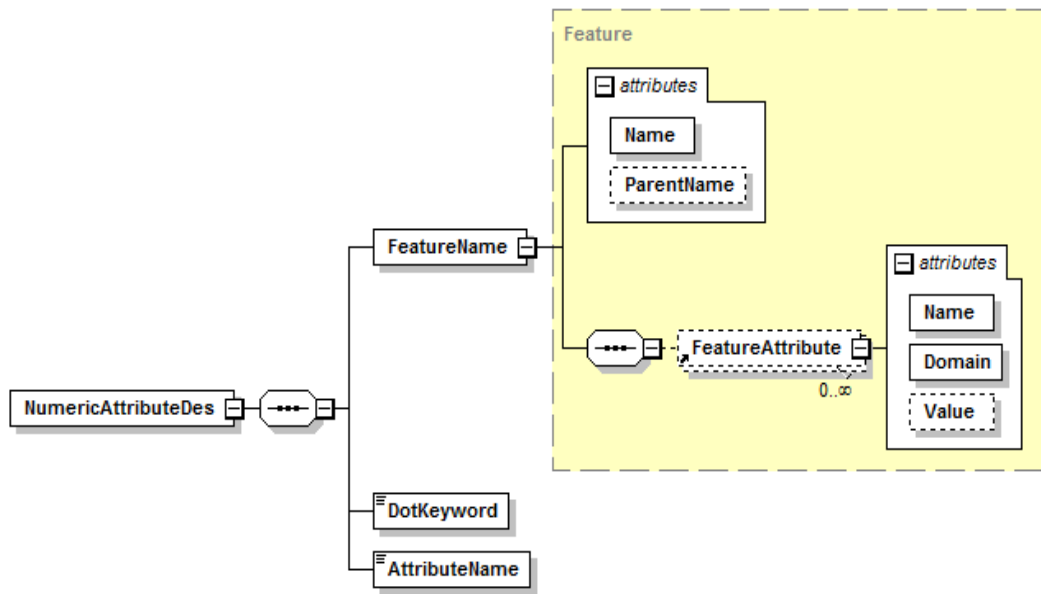 Feature
attributes
Name
ParentName
FeatureName
attributes
Name
FeatureAttribute
Domain
0..∞
Value
NumericAttributeDes
DotKeyword
AttributeName